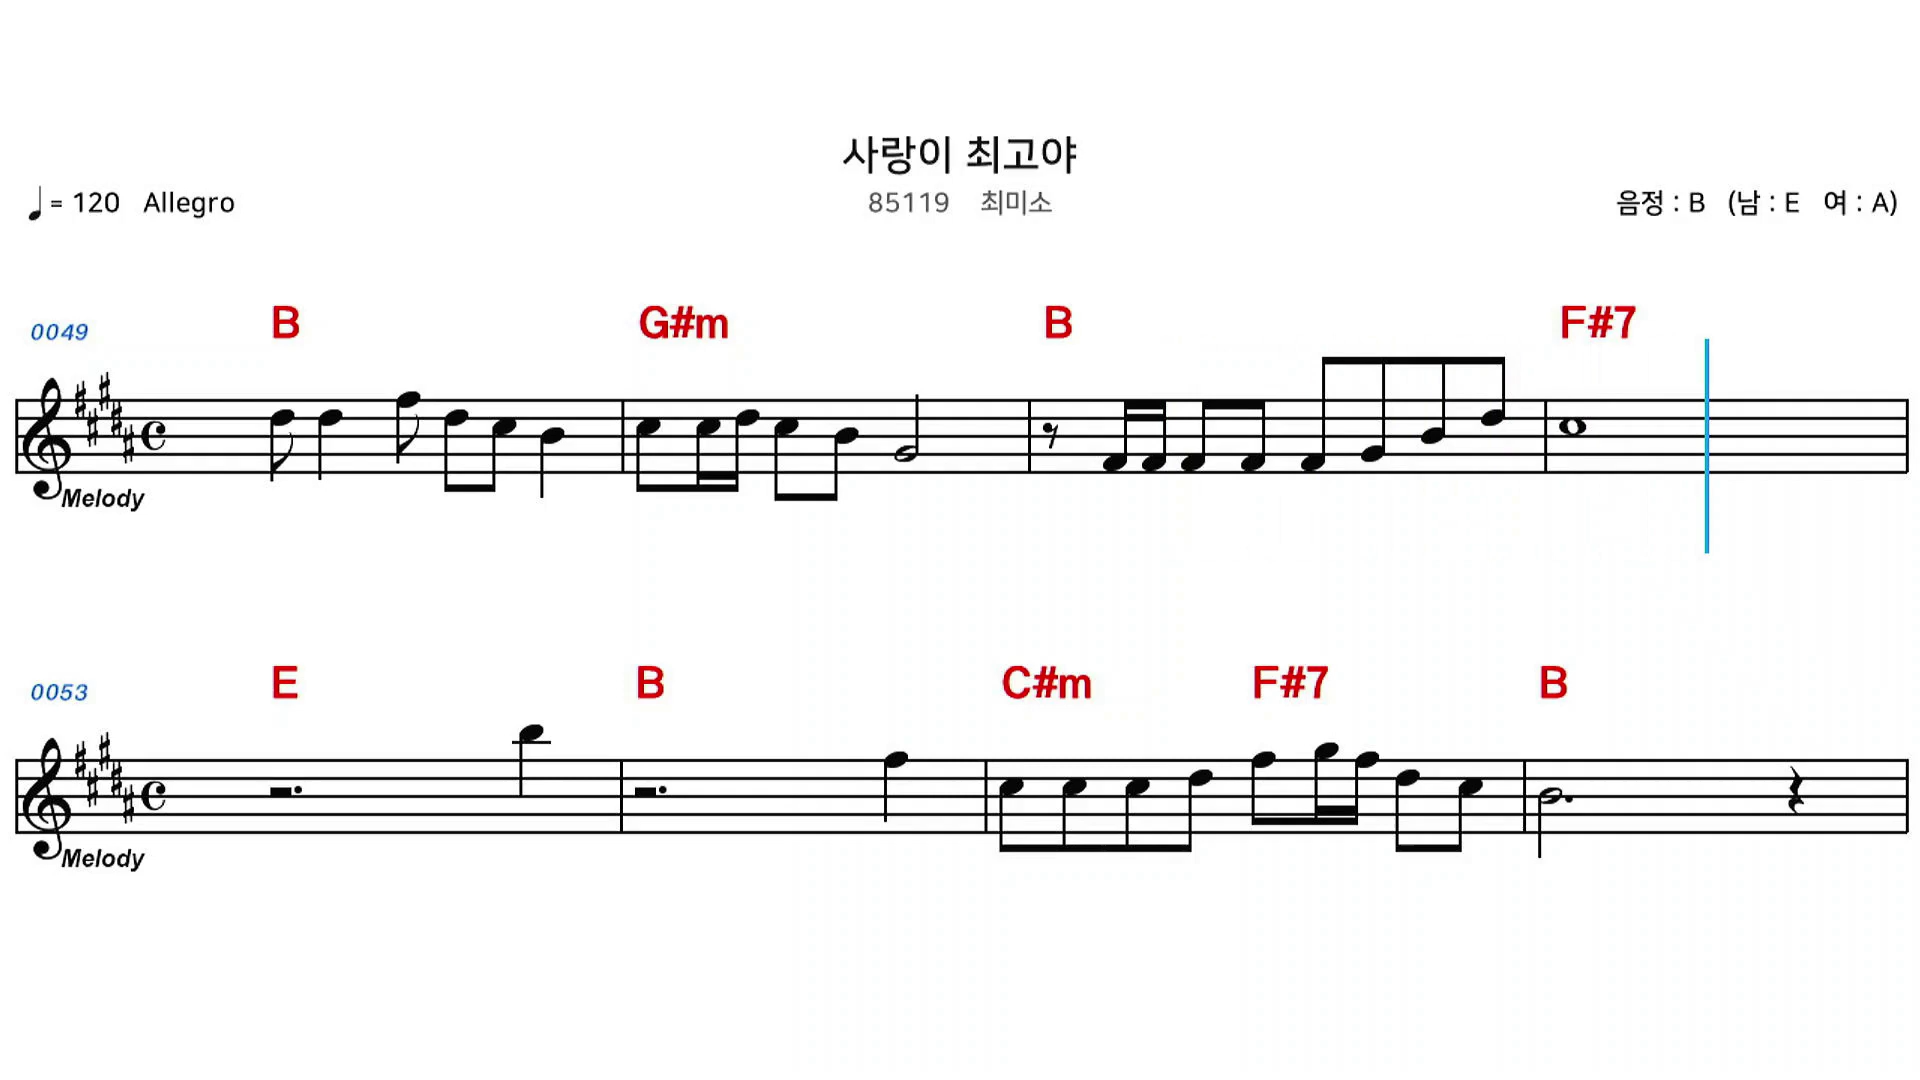 사랑이 최고야
= 120 Allegro
85119 최미소
음정 : B (남 : E 여 : A)
0049
B G#m B F#7
Melody
0053
E B C#m F#7 B
Melody